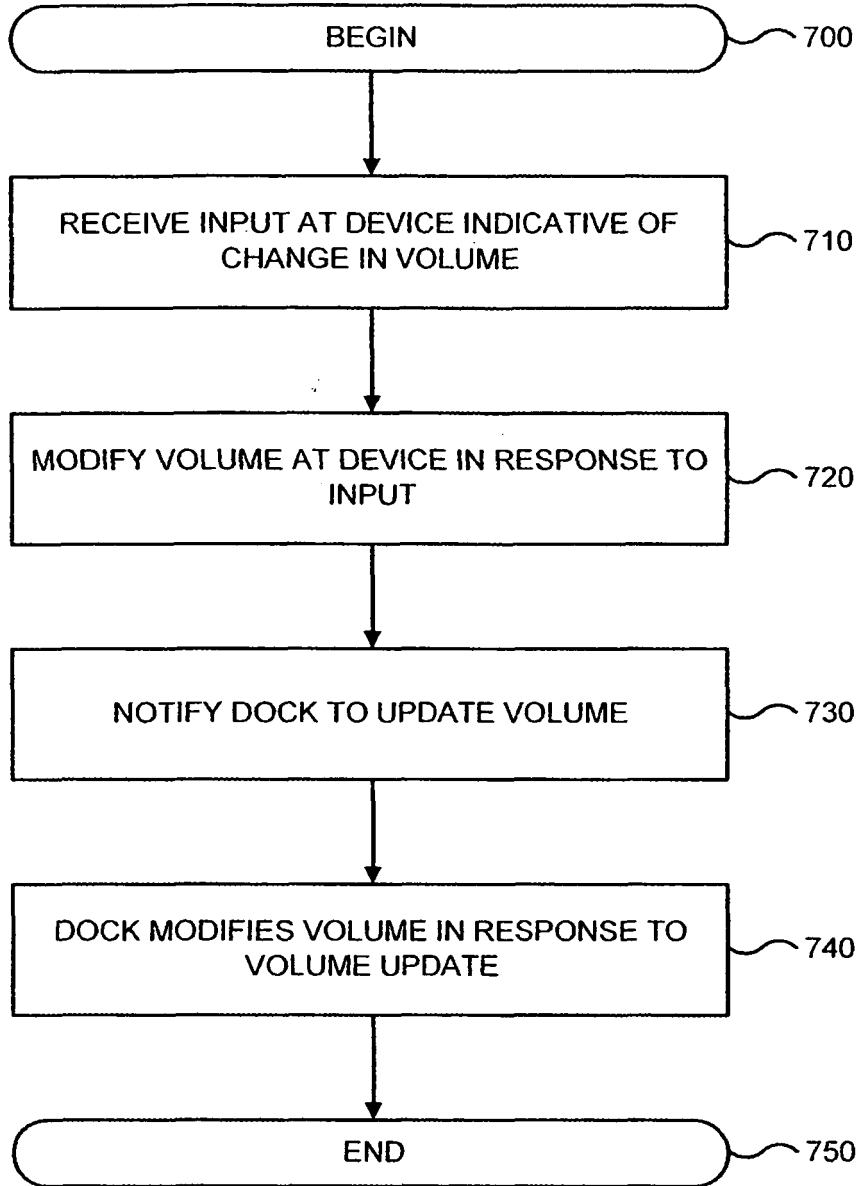 BEGIN
700
RECEIVE INPUT AT DEVICE INDICATIVE OF
CHANGE IN VOLUME
710
MODIFY VOLUME AT DEVICE IN RESPONSE TO
INPUT
720
NOTIFY DOCK TO UPDATE VOLUME
730
DOCK MODIFIES VOLUME IN RESPONSE TO
VOLUME UPDATE
740
END
750